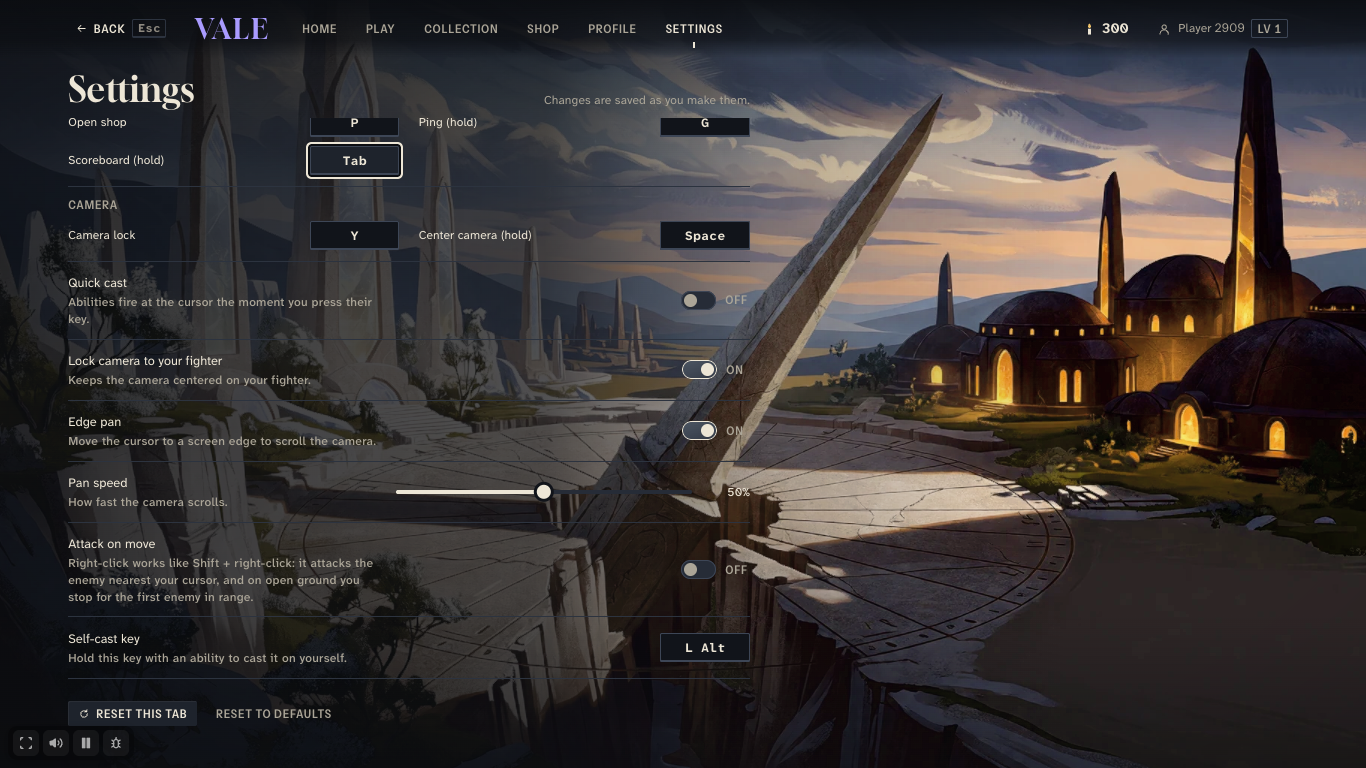 BACK Esc VALE HOME PLAY COLLECTION SHOP PROFILE SETTINGS 300 Player 2909 LV 1
Settings
Changes are saved as you make them.
Open shop P Ping (hold) G
Scoreboard (hold) Tab
CAMERA
Camera lock Y Center camera (hold) Space
Quick cast
Abilities fire at the cursor the moment you press their
key.
OFF
Lock camera to your fighter
Keeps the camera centered on your fighter.
ON
Edge pan
Move the cursor to a screen edge to scroll the camera.
ON
Pan speed
How fast the camera scrolls.
50%
Attack on move
Right-click works like Shift + right-click: it attacks the
enemy nearest your cursor, and on open ground you
stop for the first enemy in range.
OFF
Self-cast key
Hold this key with an ability to cast it on yourself.
L Alt
RESET THIS TAB RESET TO DEFAULTS